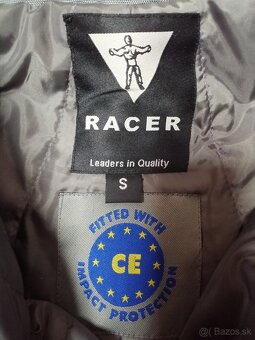 RACER
Leaders in Quality
S
FITTED WITH
CE
IMPACT PROTECTION
Bazos.sk